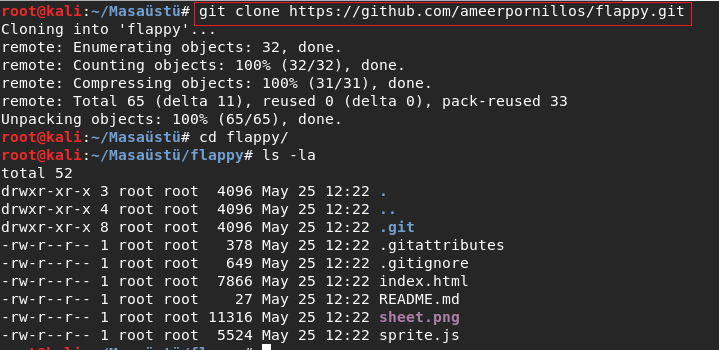 root@kali:~/Masaüstü# git clone https://github.com/ameerpornillos/flappy.git
Cloning into 'flappy'...
remote: Enumerating objects: 32, done.
remote: Counting objects: 100% (32/32), done.
remote: Compressing objects: 100% (31/31), done.
remote: Total 65 (delta 11), reused 0 (delta 0), pack-reused 33
Unpacking objects: 100% (65/65), done.
root@kali:~/Masaüstü# cd flappy/
root@kali:~/Masaüstü/flappy# ls -la
total 52
drwxr-xr-x 3 root root  4096 May 25 12:22 .
drwxr-xr-x 4 root root  4096 May 25 12:22 ..
drwxr-xr-x 8 root root  4096 May 25 12:22 .git
-rw-r--r-- 1 root root   378 May 25 12:22 .gitattributes
-rw-r--r-- 1 root root   649 May 25 12:22 .gitignore
-rw-r--r-- 1 root root  7866 May 25 12:22 index.html
-rw-r--r-- 1 root root    27 May 25 12:22 README.md
-rw-r--r-- 1 root root 11316 May 25 12:22 sheet.png
-rw-r--r-- 1 root root  5524 May 25 12:22 sprite.js
root@kali:~/Masaüstü/flappy#